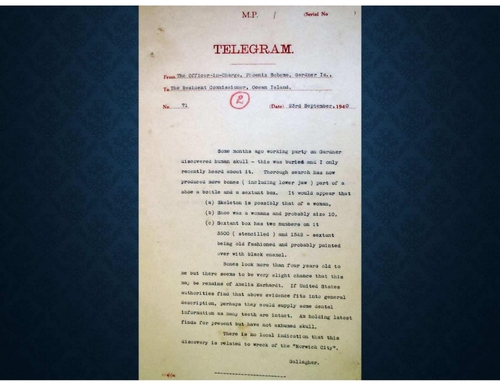 M.P. / (Serial No )
TELEGRAM.
From The Officer-in-Charge, Phoenix Scheme, Gardner Is.,
To The Resident Commissioner, Ocean Island.
No. 71 (Date) 23rd September, 1940
2
Some months ago working party on Gardner
discovered human skull - this was buried and I only
recently heard about it. Thorough search has now
produced more bones ( including lower jaw ) part of a
shoe a bottle and a sextant box. It would appear that
(a) Skeleton is possibly that of a woman,
(b) Shoe was a womans and probably size 10,
(c) Sextant box has two numbers on it
3500 ( stencilled ) and 1542 - sextant
being old fashioned and probably painted
over with black enamel.
Bones look more than four years old to
me but there seems to be very slight chance that this
may be remains of Amelia Earhardt. If United States
authorities find that above evidence fits into general
description, perhaps they could supply some dental
information as many teeth are intact. Am holding latest
finds for present but have not exhumed skull.
There is no local indication that this
discovery is related to wreck of the "Norwich City".
Gallagher.